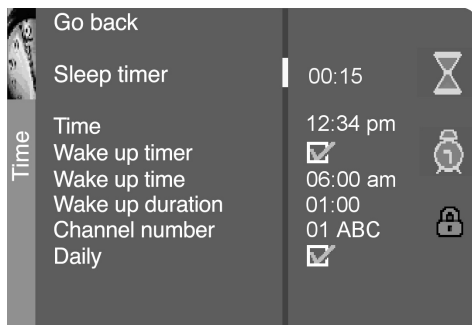 Go back
Sleep timer 00:15
Time 12:34 pm
Wake up timer
Wake up time 06:00 am
Wake up duration 01:00
Channel number 01 ABC
Daily
Time